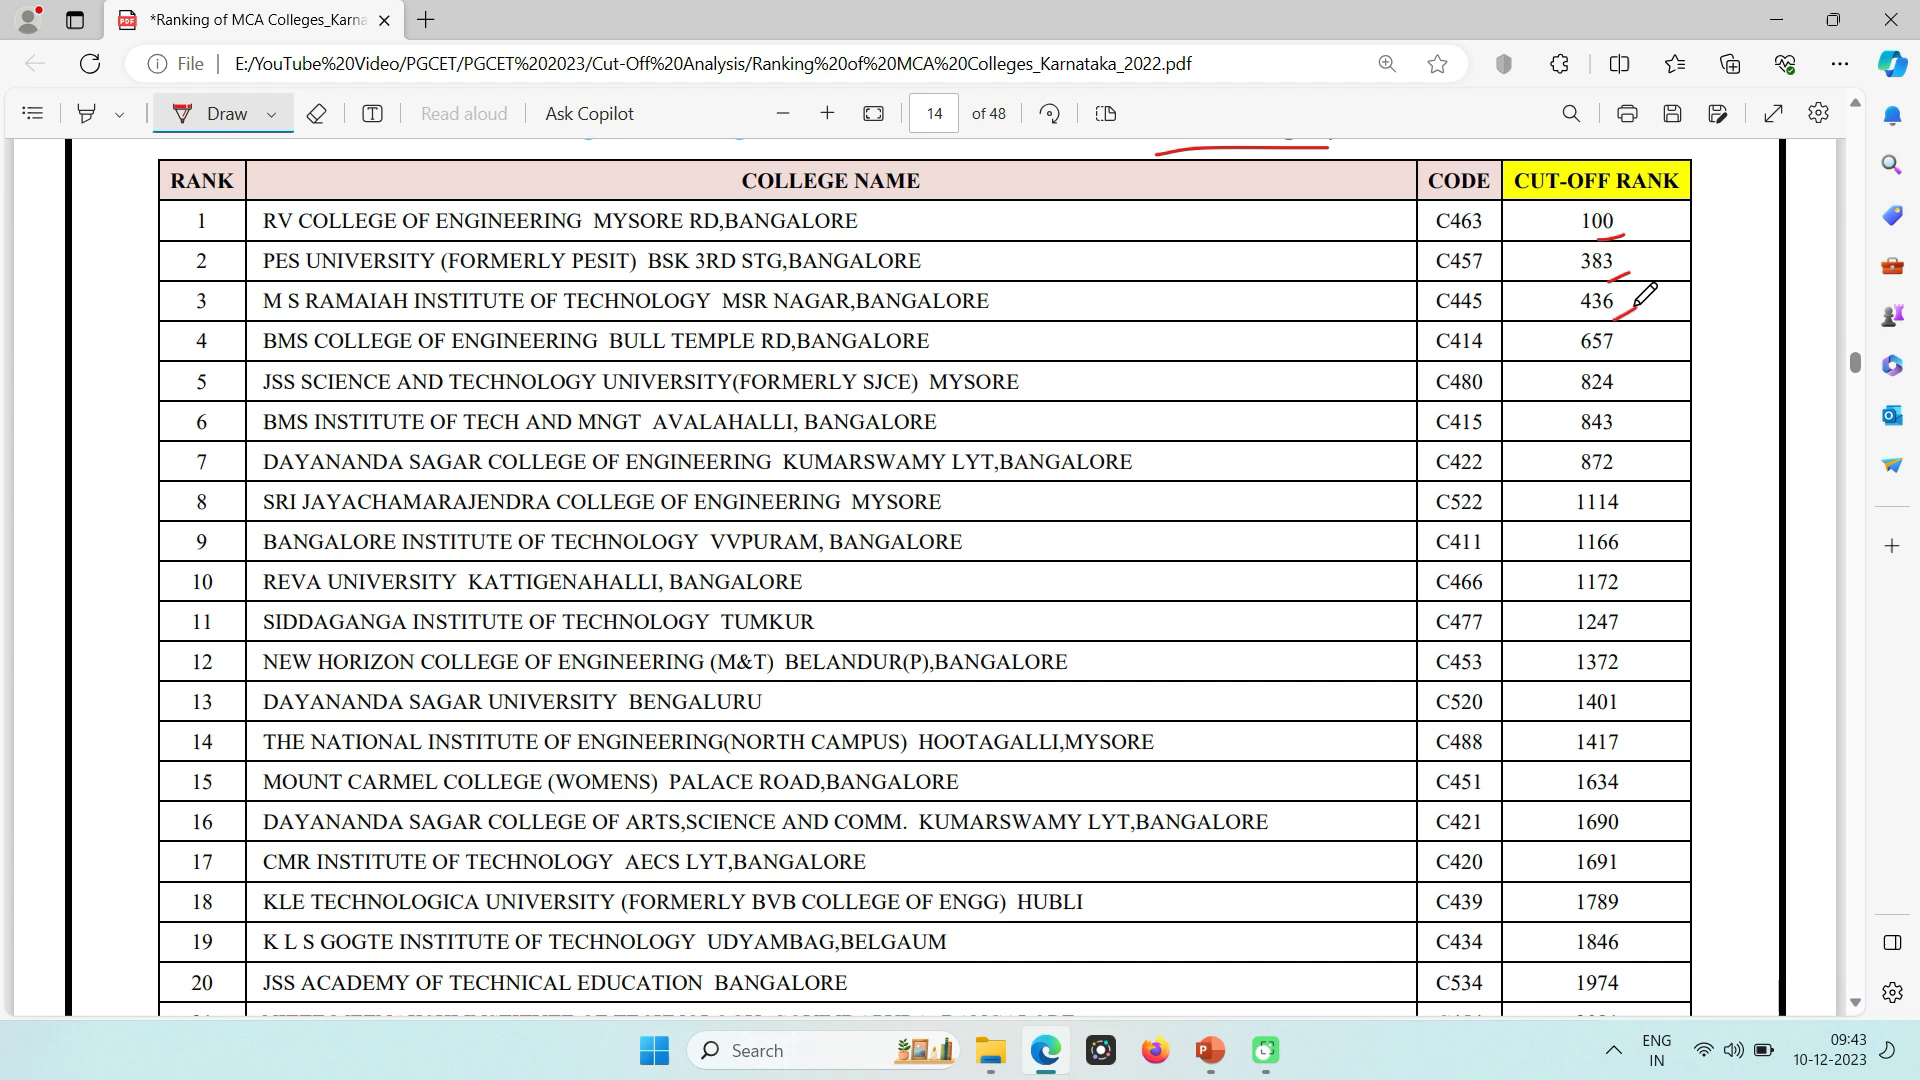 *Ranking of MCA Colleges_Karna
File
E:/YouTube%20Video/PGCET/PGCET%202023/Cut-Off%20Analysis/Ranking%20of%20MCA%20Colleges_Karnataka_2022.pdf
Draw
Read aloud
Ask Copilot
14 of 48
RANK COLLEGE NAME CODE CUT-OFF RANK
1 RV COLLEGE OF ENGINEERING MYSORE RD,BANGALORE C463 100
2 PES UNIVERSITY (FORMERLY PESIT) BSK 3RD STG,BANGALORE C457 383
3 M S RAMAIAH INSTITUTE OF TECHNOLOGY MSR NAGAR,BANGALORE C445 436
4 BMS COLLEGE OF ENGINEERING BULL TEMPLE RD,BANGALORE C414 657
5 JSS SCIENCE AND TECHNOLOGY UNIVERSITY(FORMERLY SJCE) MYSORE C480 824
6 BMS INSTITUTE OF TECH AND MNGT AVALAHALLI, BANGALORE C415 843
7 DAYANANDA SAGAR COLLEGE OF ENGINEERING KUMARSWAMY LYT,BANGALORE C422 872
8 SRI JAYACHAMARAJENDRA COLLEGE OF ENGINEERING MYSORE C522 1114
9 BANGALORE INSTITUTE OF TECHNOLOGY VVPURAM, BANGALORE C411 1166
10 REVA UNIVERSITY KATTIGENAHALLI, BANGALORE C466 1172
11 SIDDAGANGA INSTITUTE OF TECHNOLOGY TUMKUR C477 1247
12 NEW HORIZON COLLEGE OF ENGINEERING (M&T) BELANDUR(P),BANGALORE C453 1372
13 DAYANANDA SAGAR UNIVERSITY BENGALURU C520 1401
14 THE NATIONAL INSTITUTE OF ENGINEERING(NORTH CAMPUS) HOOTAGALLI,MYSORE C488 1417
15 MOUNT CARMEL COLLEGE (WOMENS) PALACE ROAD,BANGALORE C451 1634
16 DAYANANDA SAGAR COLLEGE OF ARTS,SCIENCE AND COMM. KUMARSWAMY LYT,BANGALORE C421 1690
17 CMR INSTITUTE OF TECHNOLOGY AECS LYT,BANGALORE C420 1691
18 KLE TECHNOLOGICA UNIVERSITY (FORMERLY BVB COLLEGE OF ENGG) HUBLI C439 1789
19 K L S GOGTE INSTITUTE OF TECHNOLOGY UDYAMBAG,BELGAUM C434 1846
20 JSS ACADEMY OF TECHNICAL EDUCATION BANGALORE C534 1974
Search
ENG
IN
09:43
10-12-2023